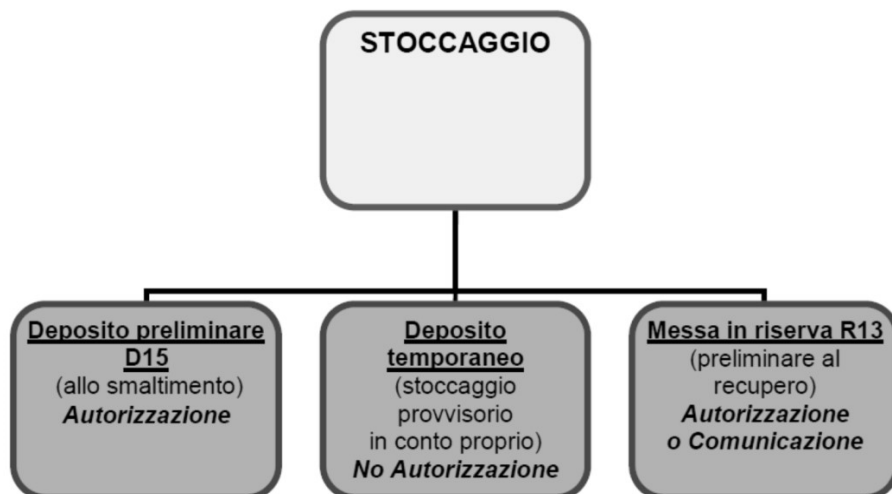 STOCCAGGIO
Deposito preliminare
D15
(allo smaltimento)
Autorizzazione
Deposito
temporaneo
(stoccaggio
provvisorio
in conto proprio)
No Autorizzazione
Messa in riserva R13
(preliminare al
recupero)
Autorizzazione
o Comunicazione